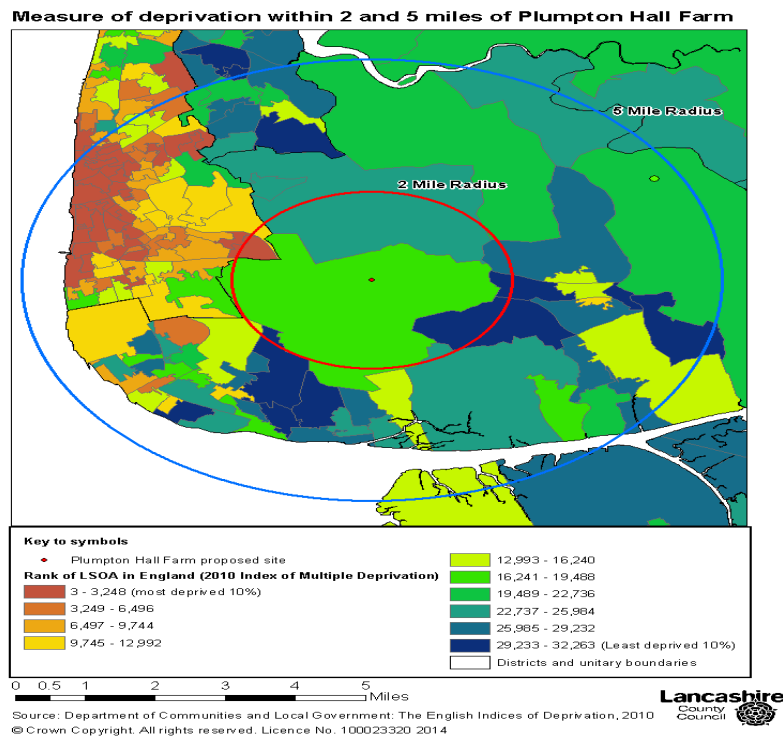 Measure of deprivation within 2 and 5 miles of Plumpton Hall Farm
5 Mile Radius
2 Mile Radius
Key to symbols
Plumpton Hall Farm proposed site
Rank of LSOA in England (2010 Index of Multiple Deprivation)
3 - 3,248 (most deprived 10%)
3,249 - 6,496
6,497 - 9,744
9,745 - 12,992
12,993 - 16,240
16,241 - 19,488
19,489 - 22,736
22,737 - 25,984
25,985 - 29,232
29,233 - 32,263 (Least deprived 10%)
Districts and unitary boundaries
0 0.5 1 2 3 4 5
Miles
Source: Department of Communities and Local Government: The English Indices of Deprivation, 2010
© Crown Copyright. All rights reserved. Licence No. 100023320 2014
Lancashire
County
Council